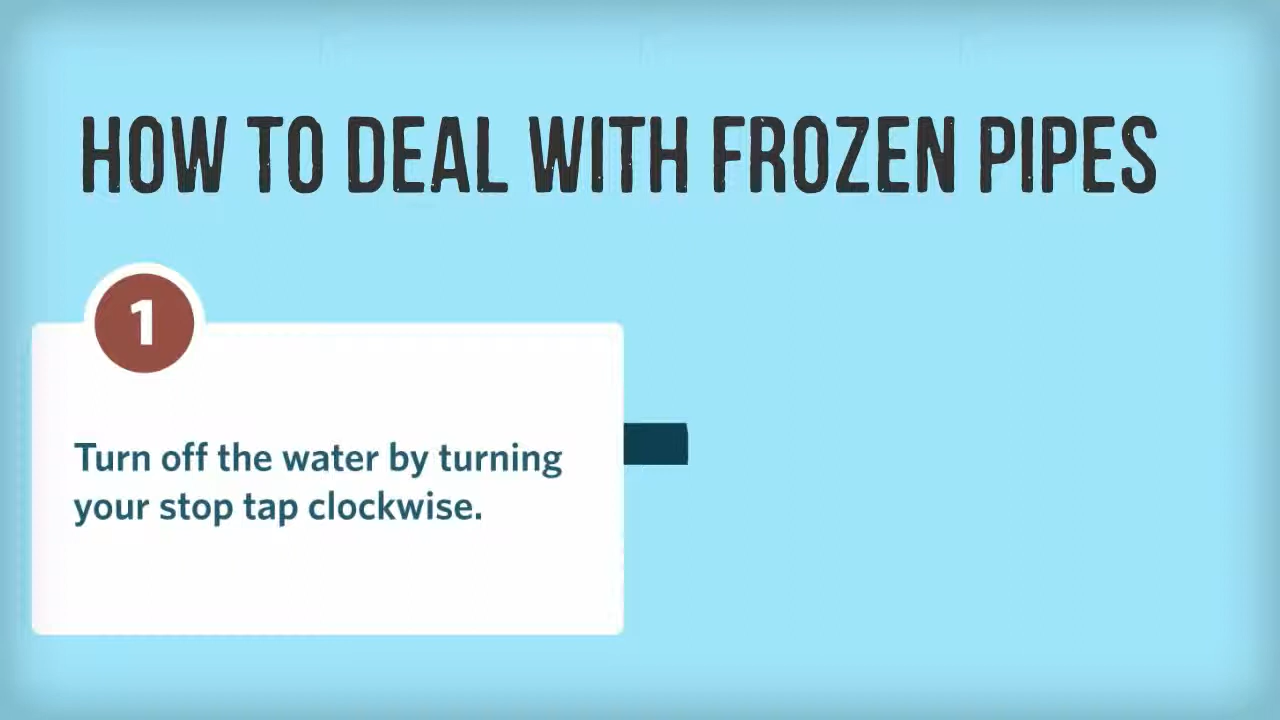 HOW TO DEAL WITH FROZEN PIPES
1
Turn off the water by turning
your stop tap clockwise.